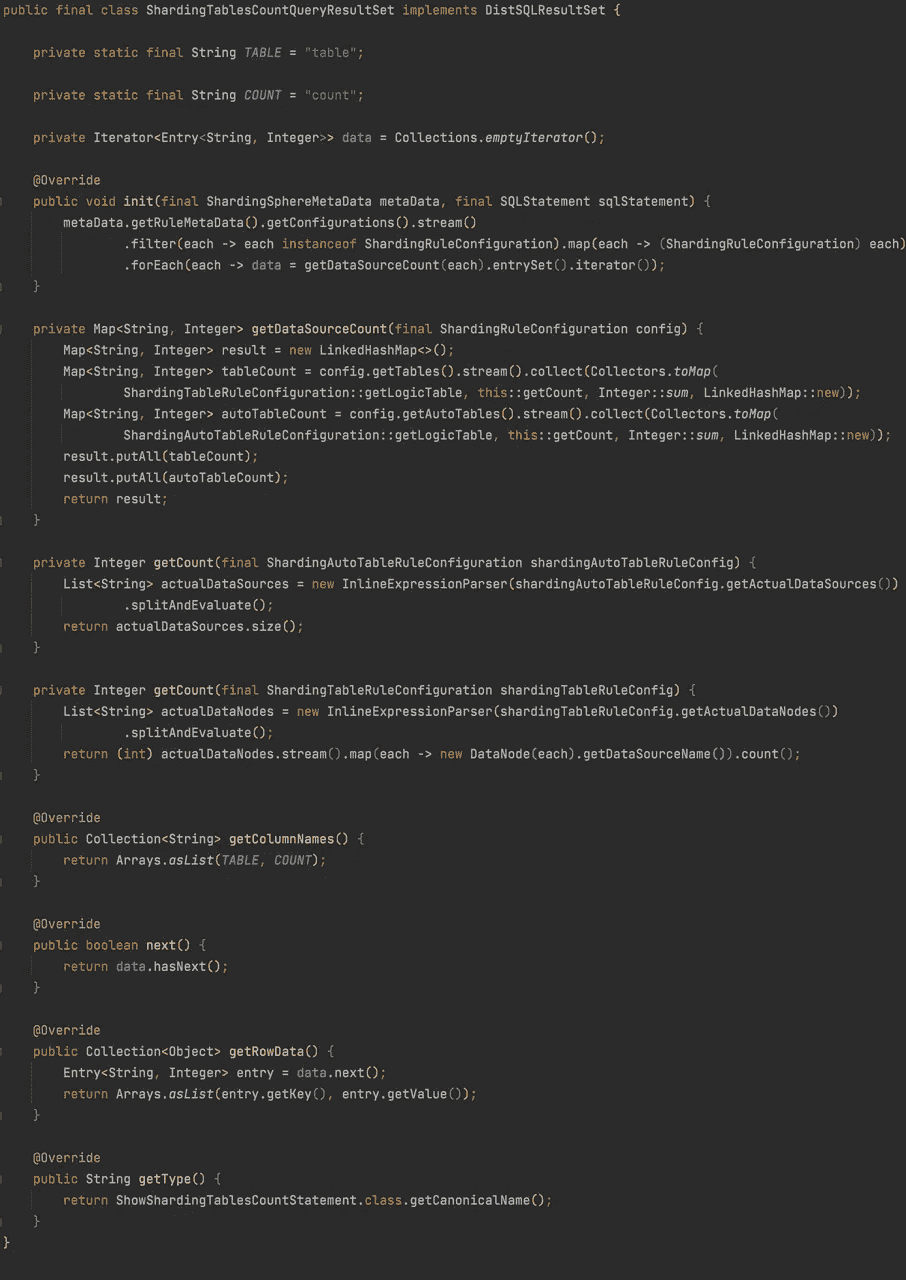 public final class ShardingTablesCountQueryResultSet implements DistSQLResultSet {
private static final String TABLE = "table";
private static final String COUNT = "count";
private Iterator<Entry<String, Integer>> data = Collections.emptyIterator();
@Override
public void init(final ShardingSphereMetaData metaData, final SQLStatement sqlStatement) {
metaData.getRuleMetaData().getConfigurations().stream()
.filter(each -> each instanceof ShardingRuleConfiguration).map(each -> (ShardingRuleConfiguration) each)
.forEach(each -> data = getDataSourceCount(each).entrySet().iterator());
}
private Map<String, Integer> getDataSourceCount(final ShardingRuleConfiguration config) {
Map<String, Integer> result = new LinkedHashMap<>();
Map<String, Integer> tableCount = config.getTables().stream().collect(Collectors.toMap(
ShardingTableRuleConfiguration::getLogicTable, this::getCount, Integer::sum, LinkedHashMap::new));
Map<String, Integer> autoTableCount = config.getAutoTables().stream().collect(Collectors.toMap(
ShardingAutoTableRuleConfiguration::getLogicTable, this::getCount, Integer::sum, LinkedHashMap::new));
result.putAll(tableCount);
result.putAll(autoTableCount);
return result;
}
private Integer getCount(final ShardingAutoTableRuleConfiguration shardingAutoTableRuleConfig) {
List<String> actualDataSources = new InlineExpressionParser(shardingAutoTableRuleConfig.getActualDataSources())
.splitAndEvaluate();
return actualDataSources.size();
}
private Integer getCount(final ShardingTableRuleConfiguration shardingTableRuleConfig) {
List<String> actualDataNodes = new InlineExpressionParser(shardingTableRuleConfig.getActualDataNodes())
.splitAndEvaluate();
return (int) actualDataNodes.stream().map(each -> new DataNode(each).getDataSourceName()).count();
}
@Override
public Collection<String> getColumnNames() {
return Arrays.asList(TABLE, COUNT);
}
@Override
public boolean next() {
return data.hasNext();
}
@Override
public Collection<Object> getRowData() {
Entry<String, Integer> entry = data.next();
return Arrays.asList(entry.getKey(), entry.getValue());
}
@Override
public String getType() {
return ShowShardingTablesCountStatement.class.getCanonicalName();
}
}